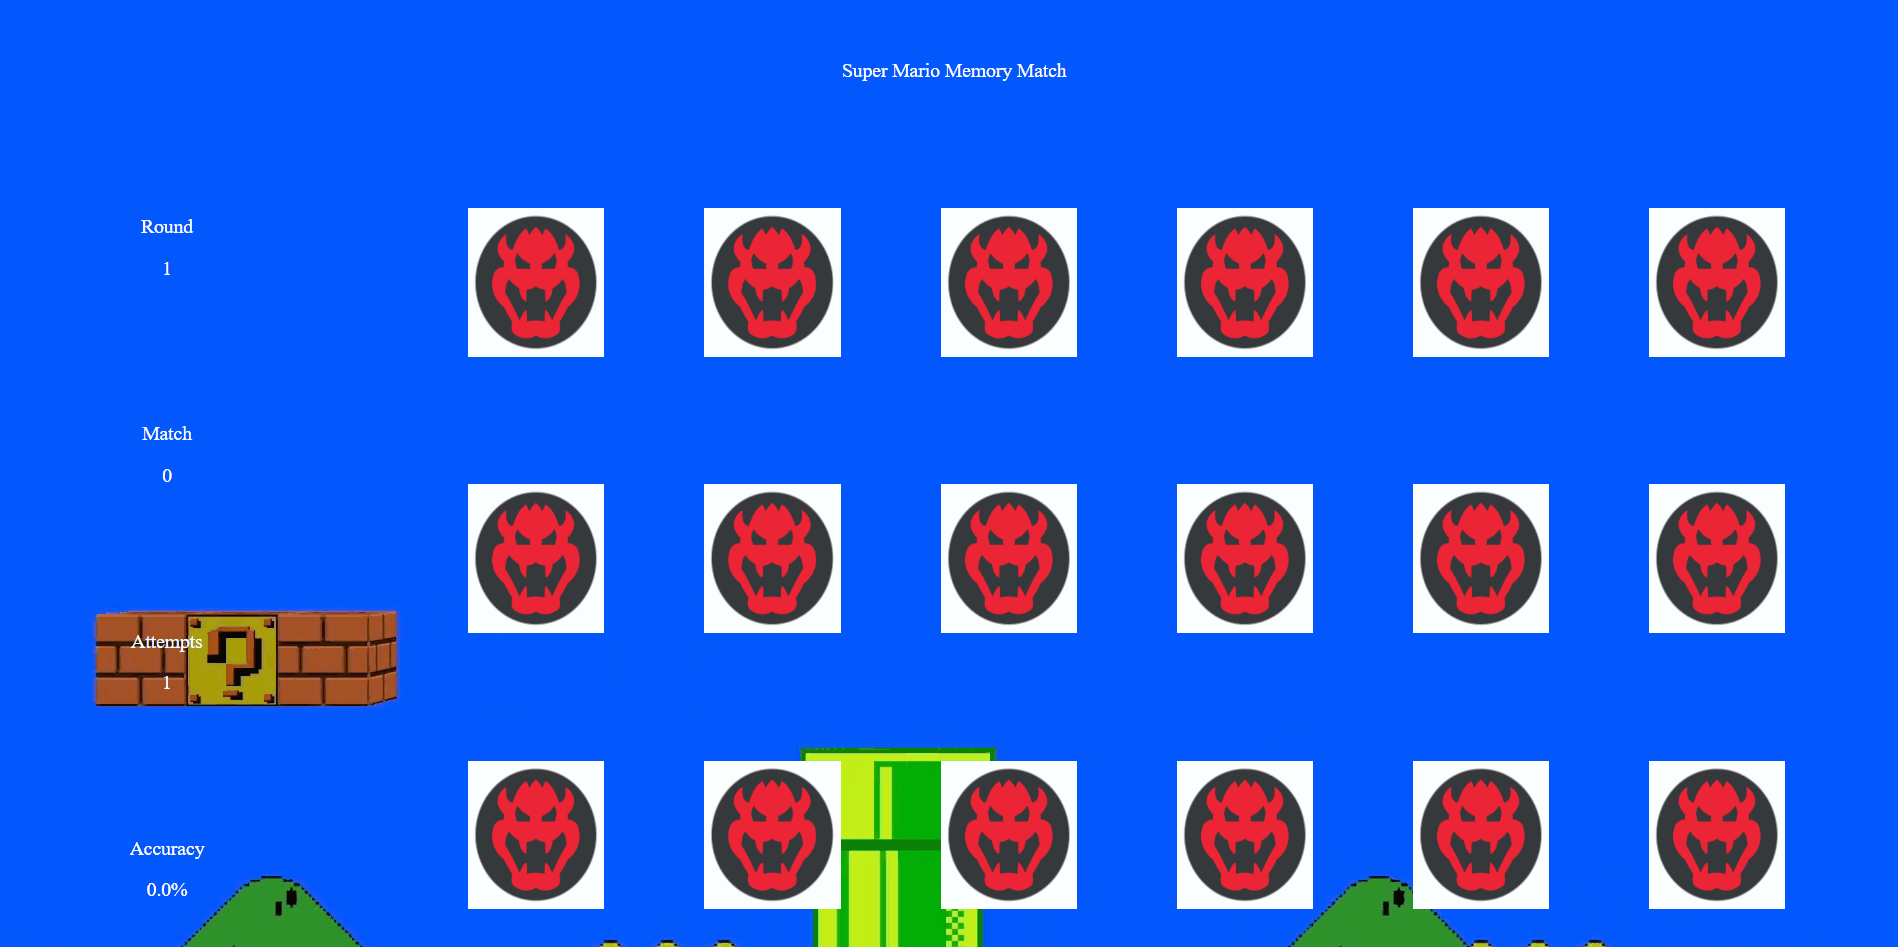 Super Mario Memory Match
Round
1
Match
0
Attempts
1
Accuracy
0.0%